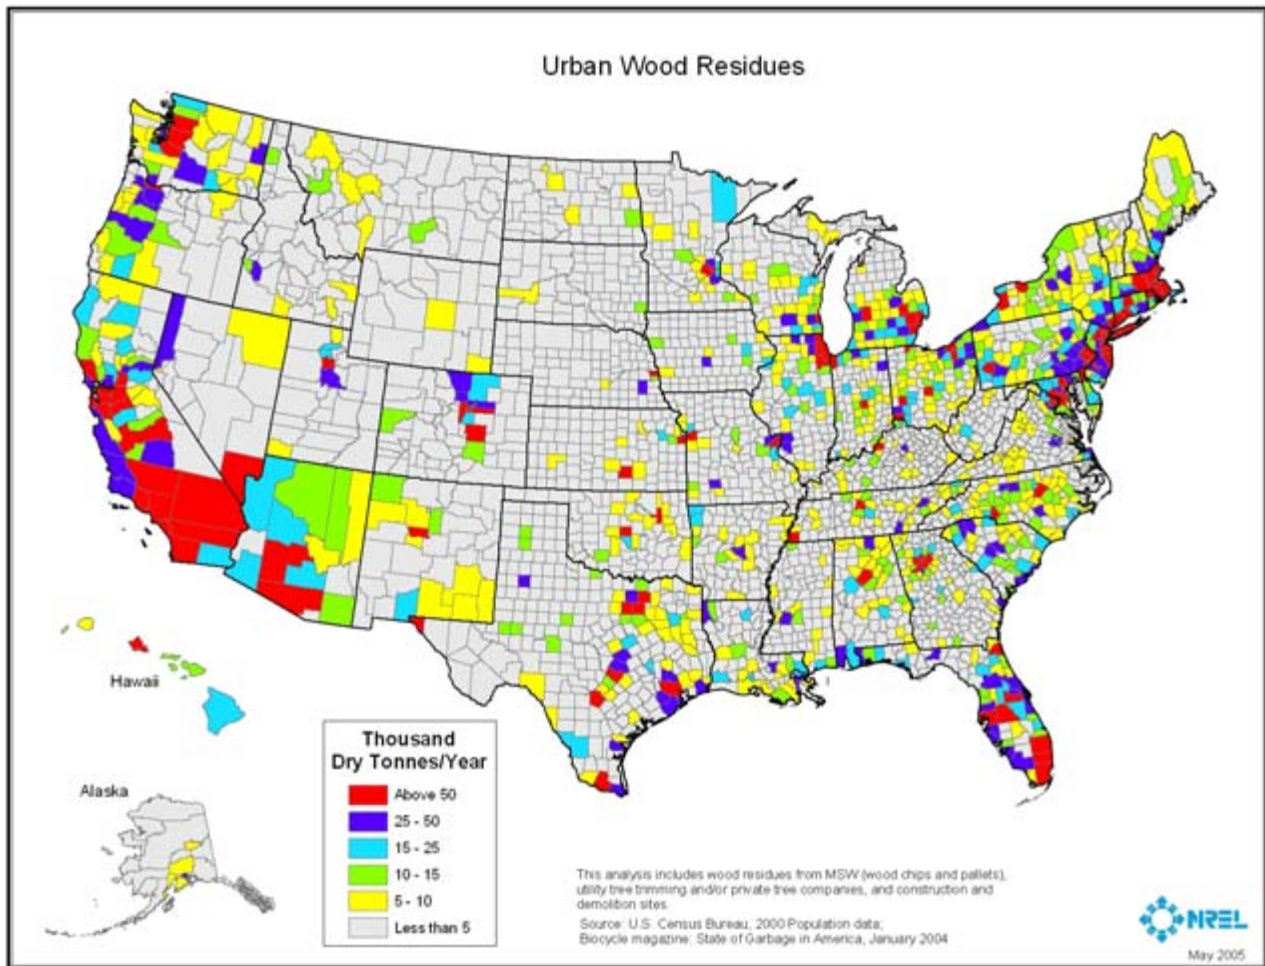 Urban Wood Residues
Hawaii
Alaska
Thousand
Dry Tonnes/Year
Above 50
25 - 50
15 - 25
10 - 15
5 - 10
Less than 5
This analysis includes wood residues from MSW (wood chips and pallets),
utility tree trimming and/or private tree companies, and construction and
demolition sites.
Source: U.S. Census Bureau, 2000 Population data;
Biocycle magazine: State of Garbage in America, January 2004
NREL
May 2005